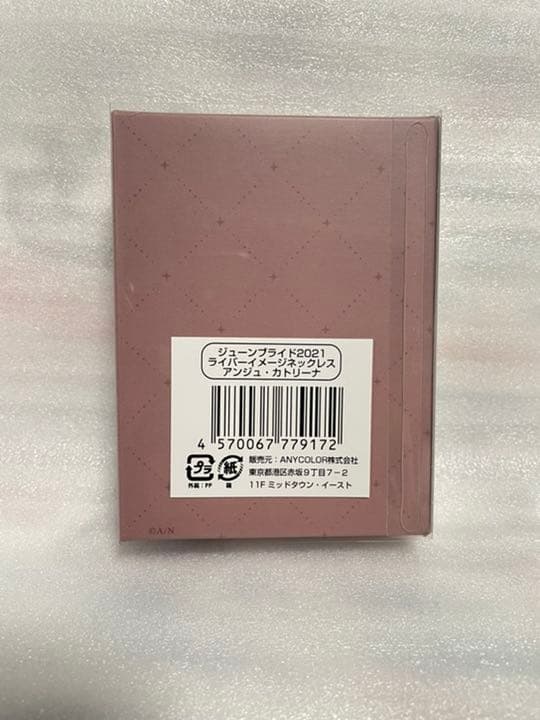 ジューンブライド2021
ライバーイメージネックレス
アンジュ・カトリーナ
4 570067 779172
プラ
外装:PP
紙
箱
販売元：ANYCOLOR株式会社
東京都港区赤坂9丁目7－2
11F ミッドタウン・イースト
©A/N